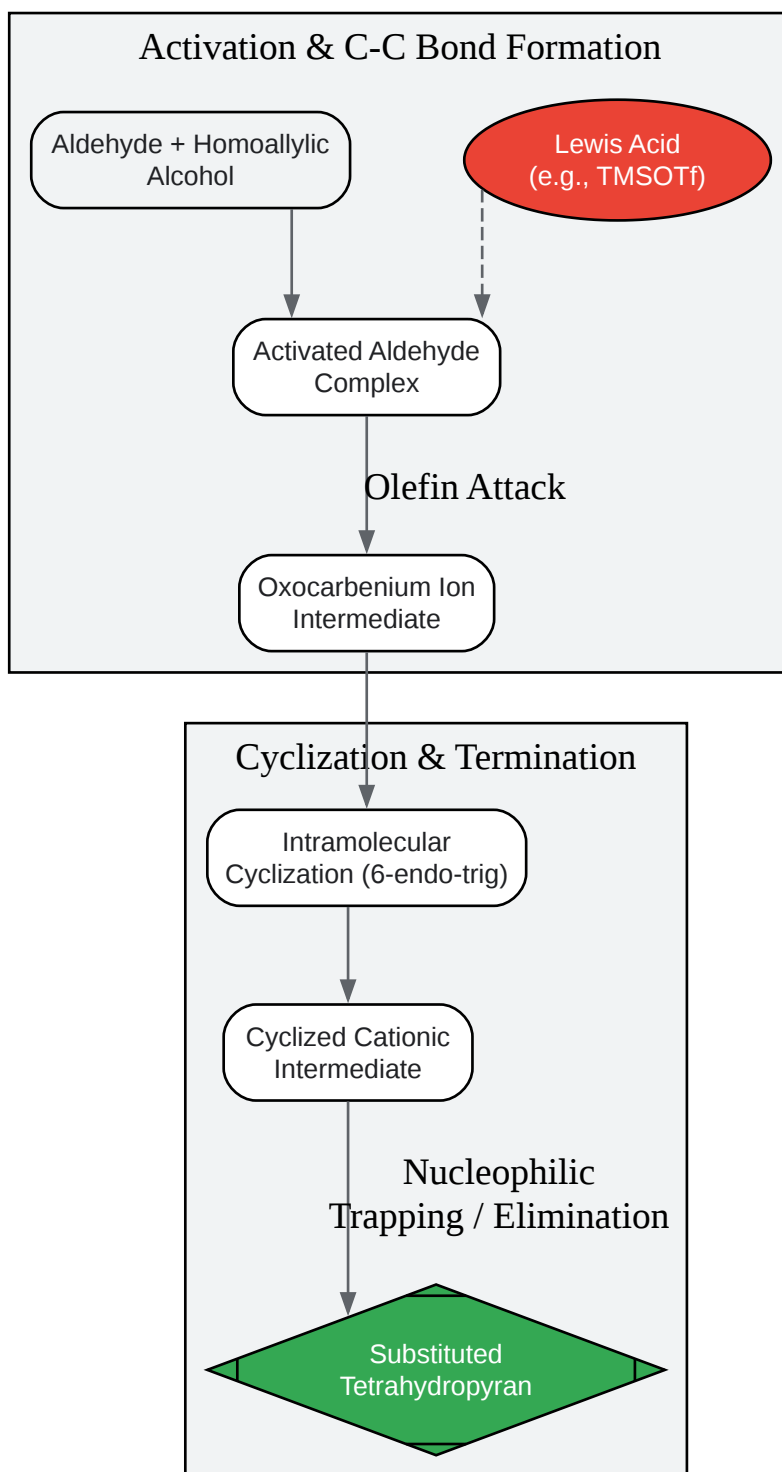 Activation & C-C Bond Formation
Aldehyde + Homoallylic
Alcohol
Lewis Acid
(e.g., TMSOTf)
Activated Aldehyde
Complex
Olefin Attack
Oxocarbenium Ion
Intermediate
Cyclization & Termination
Intramolecular
Cyclization (6-endo-trig)
Cyclized Cationic
Intermediate
Nucleophilic
Trapping / Elimination
Substituted
Tetrahydropyran